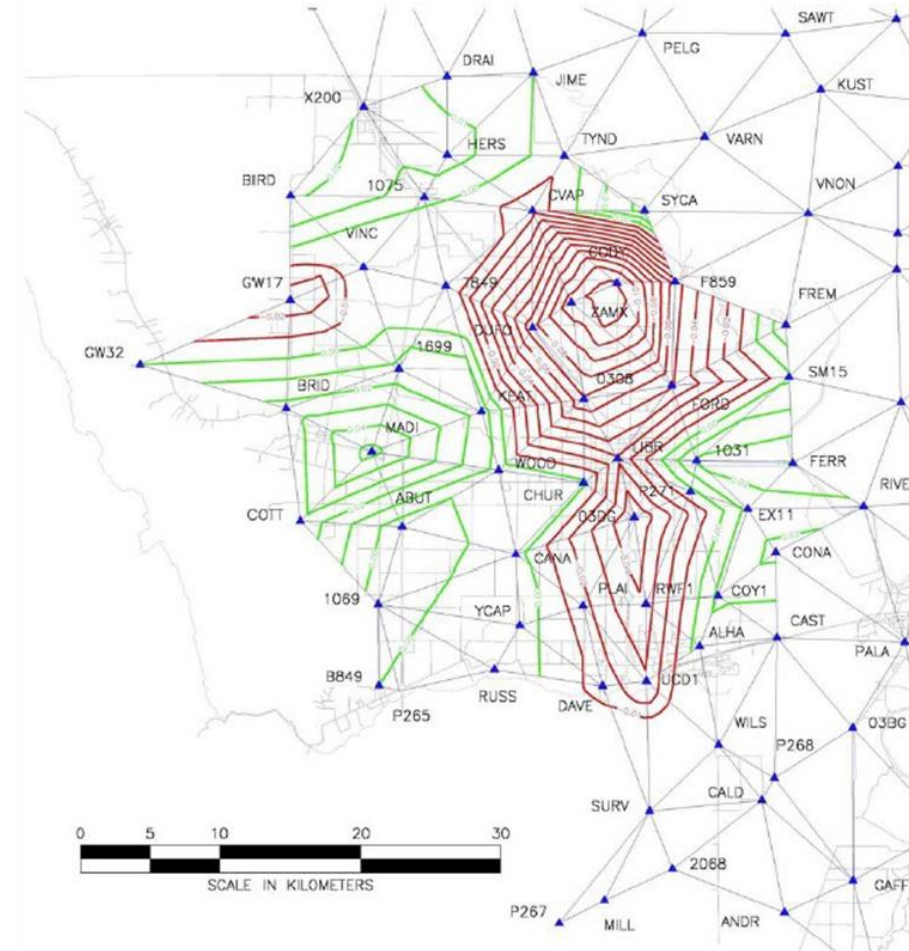 SAWT
PELG
DRAI
JIME
KUST
X200
HERS
TYND
VARN
BIRD
1075
CVAP
SYCA
VNON
VINC
CODY
GW17
7849
F859
ZAMX
FREM
DUFO
GW32
1699
0308
SM15
BRID
KEAT
FORD
MADI
LIBR
1031
WOOD
FERR
CHUR
P271
RIVE
COTT
ABUT
03DG
EX11
CANA
CONA
1069
PLAI
RWF1
COY1
YCAP
ALHA
CAST
PALA
B849
RUSS
UCD1
P265
DAVE
WILS
03BG
P268
CALD
SURV
0 5 10 20 30
SCALE IN KILOMETERS
2068
GAFF
P267
MILL
ANDR